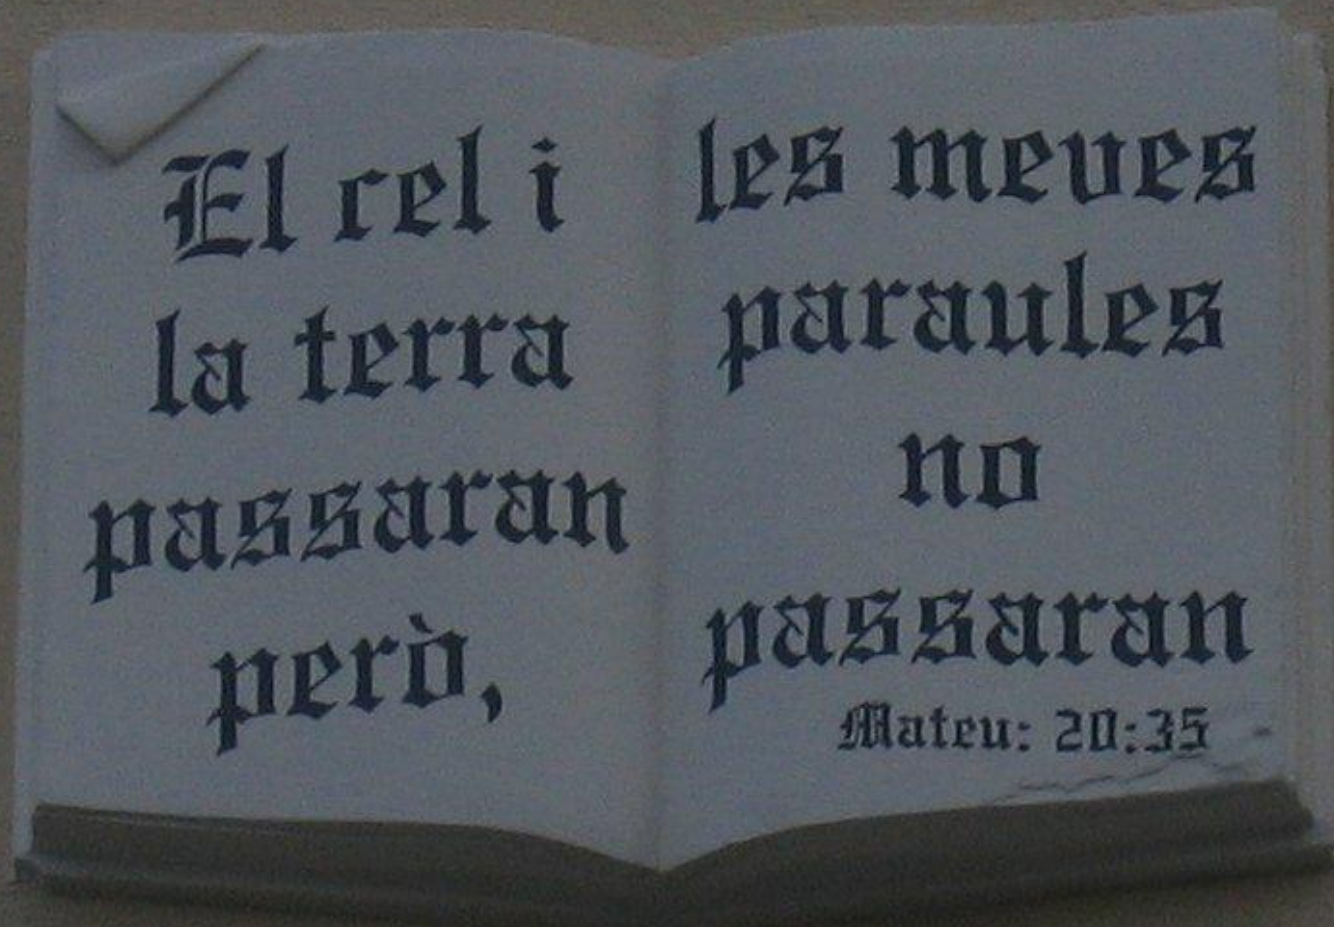 El cel i
la terra
passaran
però,
les meves
paraules
no
passaran
Mateu: 20:35